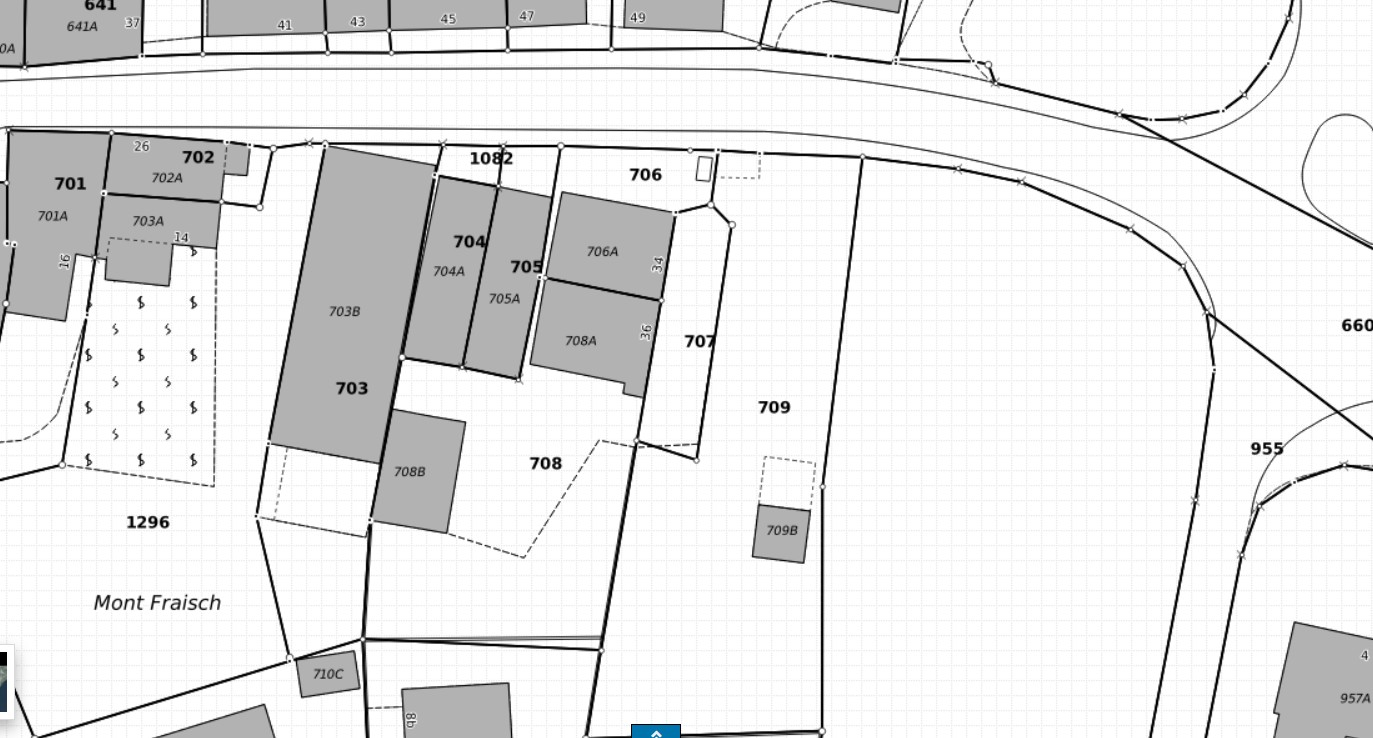 641
641A
37
41
43
45
47
49
0A
26
702
702A
701
701A
703A
14
16
1082
706
704
704A
705
705A
706A
34
708A
36
707
703B
703
709
660
955
708B
708
1296
709B
Mont Fraisch
710C
8b
4
957A